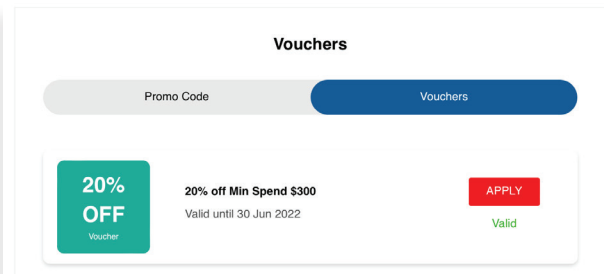 Vouchers
Promo Code
Vouchers
20%
OFF
Voucher
20% off Min Spend $300
Valid until 30 Jun 2022
APPLY
Valid